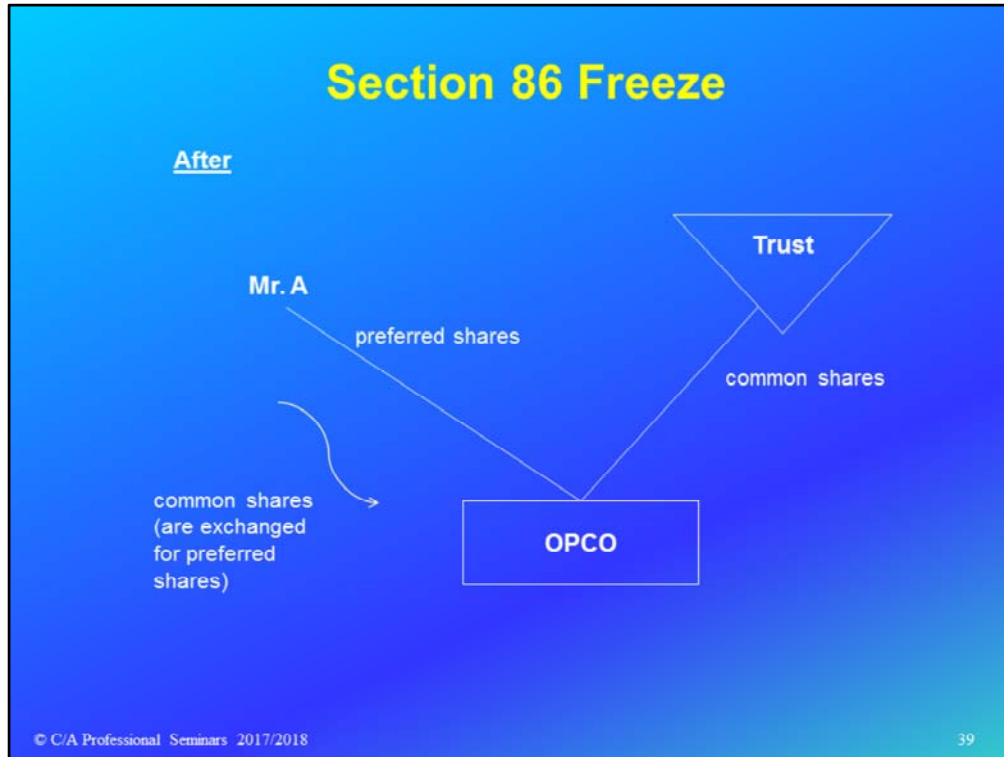 Section 86 Freeze
After
Trust
Mr. A
preferred shares
common shares
common shares
(are exchanged
for preferred
shares)
OPCO
© C/A Professional Seminars 2017/2018
39